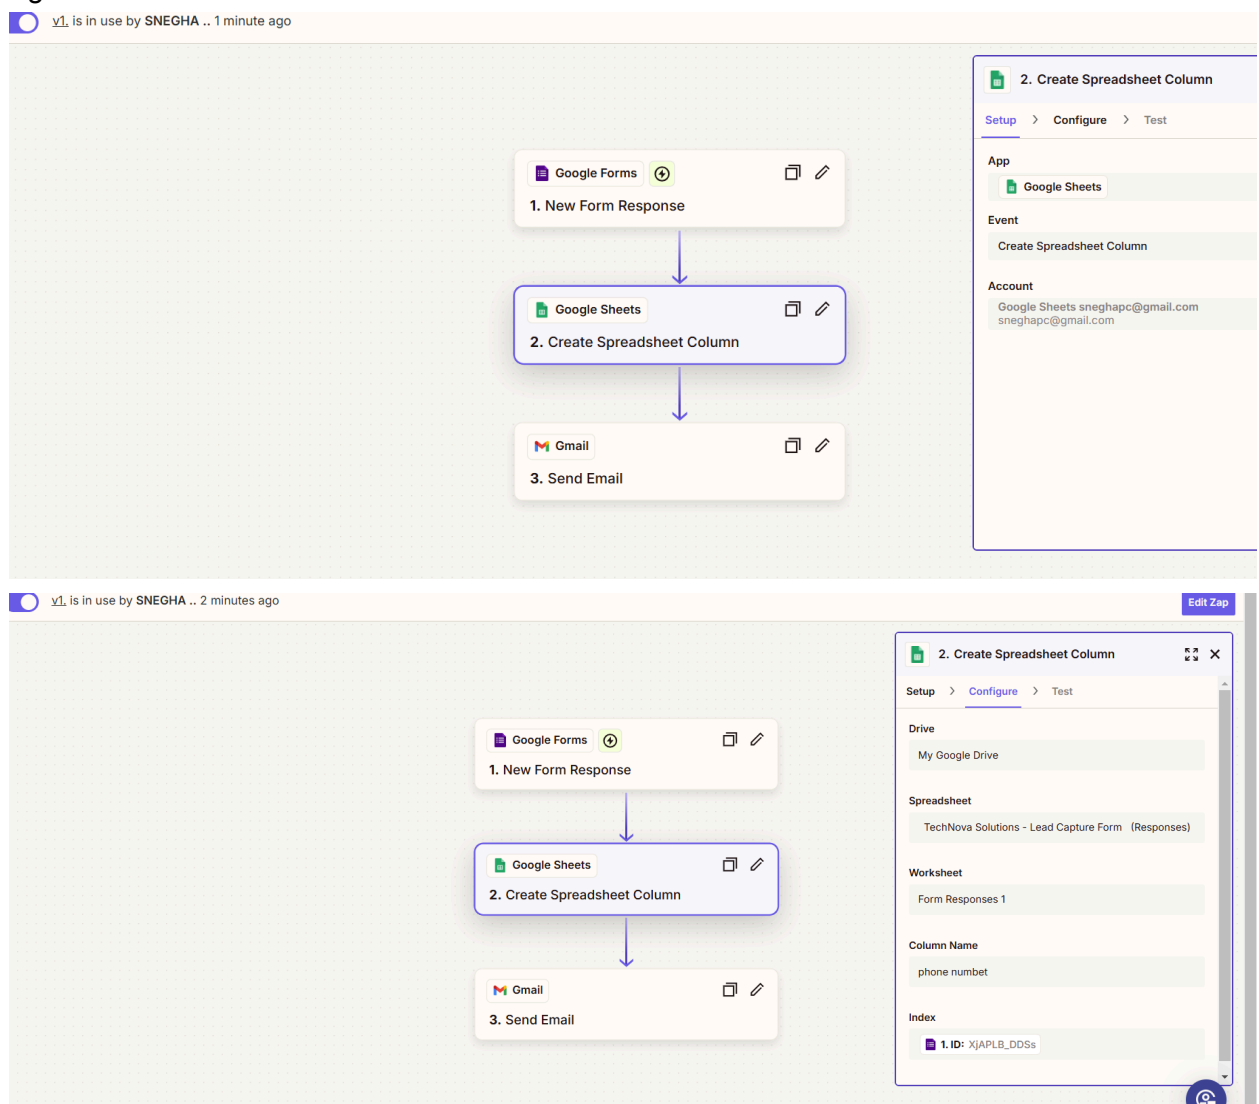 v1. is in use by SNEGHA .. 1 minute ago
2. Create Spreadsheet Column
Setup > Configure > Test
App
Google Sheets
Event
Create Spreadsheet Column
Account
Google Sheets sneghapc@gmail.com
sneghapc@gmail.com
Google Forms
1. New Form Response
Google Sheets
2. Create Spreadsheet Column
Gmail
3. Send Email
v1. is in use by SNEGHA .. 2 minutes ago
Edit Zap
2. Create Spreadsheet Column
Setup > Configure > Test
Drive
My Google Drive
Spreadsheet
TechNova Solutions - Lead Capture Form (Responses)
Worksheet
Form Responses 1
Column Name
phone numbet
Index
1. ID: XjAPLB_DDSs
Google Forms
1. New Form Response
Google Sheets
2. Create Spreadsheet Column
Gmail
3. Send Email